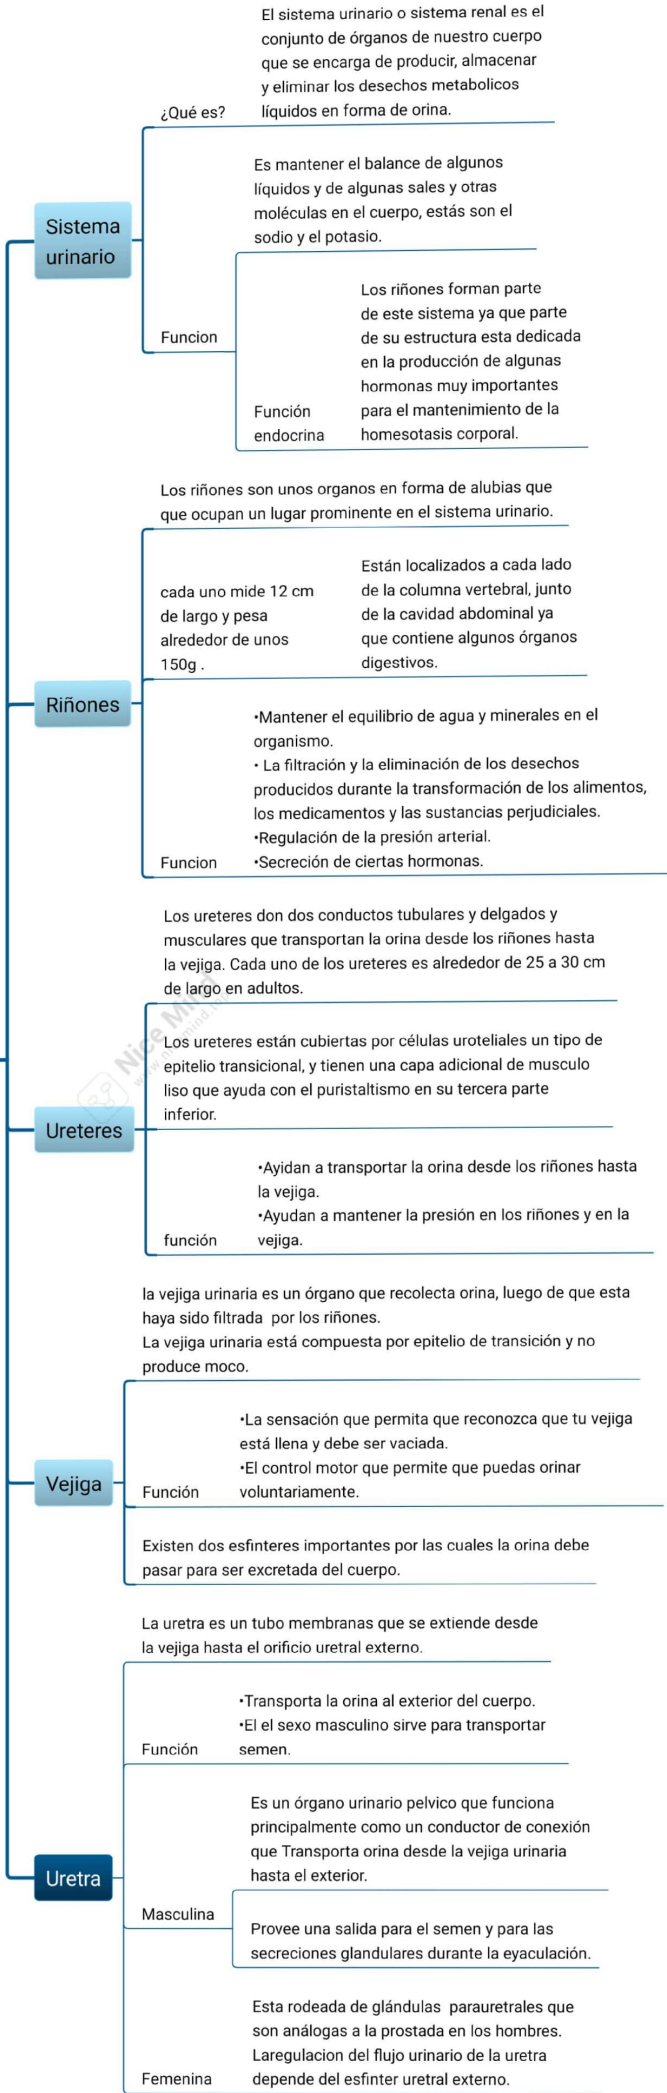 El sistema urinario o sistema renal es el
conjunto de órganos de nuestro cuerpo
que se encarga de producir, almacenar
y eliminar los desechos metabolicos
líquidos en forma de orina.
¿Qué es?
Es mantener el balance de algunos
líquidos y de algunas sales y otras
moléculas en el cuerpo, estás son el
sodio y el potasio.
Sistema
urinario
Los riñones forman parte
de este sistema ya que parte
de su estructura esta dedicada
en la producción de algunas
hormonas muy importantes
para el mantenimiento de la
homesotasis corporal.
Funcion
Función
endocrina
Los riñones son unos organos en forma de alubias que
que ocupan un lugar prominente en el sistema urinario.
cada uno mide 12 cm
de largo y pesa
alrededor de unos
150g .
Están localizados a cada lado
de la columna vertebral, junto
de la cavidad abdominal ya
que contiene algunos órganos
digestivos.
Riñones
•Mantener el equilibrio de agua y minerales en el
organismo.
• La filtración y la eliminación de los desechos
producidos durante la transformación de los alimentos,
los medicamentos y las sustancias perjudiciales.
•Regulación de la presión arterial.
•Secreción de ciertas hormonas.
Funcion
Los ureteres don dos conductos tubulares y delgados y
musculares que transportan la orina desde los riñones hasta
la vejiga. Cada uno de los ureteres es alrededor de 25 a 30 cm
de largo en adultos.
Nice Mind
www.nice-mind.top
Los ureteres están cubiertas por células uroteliales un tipo de
epitelio transicional, y tienen una capa adicional de musculo
liso que ayuda con el puristaltismo en su tercera parte
inferior.
Ureteres
•Ayidan a transportar la orina desde los riñones hasta
la vejiga.
•Ayudan a mantener la presión en los riñones y en la
vejiga.
función
la vejiga urinaria es un órgano que recolecta orina, luego de que esta
haya sido filtrada por los riñones.
La vejiga urinaria está compuesta por epitelio de transición y no
produce moco.
•La sensación que permita que reconozca que tu vejiga
está llena y debe ser vaciada.
•El control motor que permite que puedas orinar
voluntariamente.
Vejiga
Función
Existen dos esfinteres importantes por las cuales la orina debe
pasar para ser excretada del cuerpo.
La uretra es un tubo membranas que se extiende desde
la vejiga hasta el orificio uretral externo.
•Transporta la orina al exterior del cuerpo.
•El el sexo masculino sirve para transportar
semen.
Función
Es un órgano urinario pelvico que funciona
principalmente como un conductor de conexión
que Transporta orina desde la vejiga urinaria
hasta el exterior.
Uretra
Masculina
Provee una salida para el semen y para las
secreciones glandulares durante la eyaculación.
Esta rodeada de glándulas parauretrales que
son análogas a la prostada en los hombres.
Laregulacion del flujo urinario de la uretra
depende del esfinter uretral externo.
Femenina